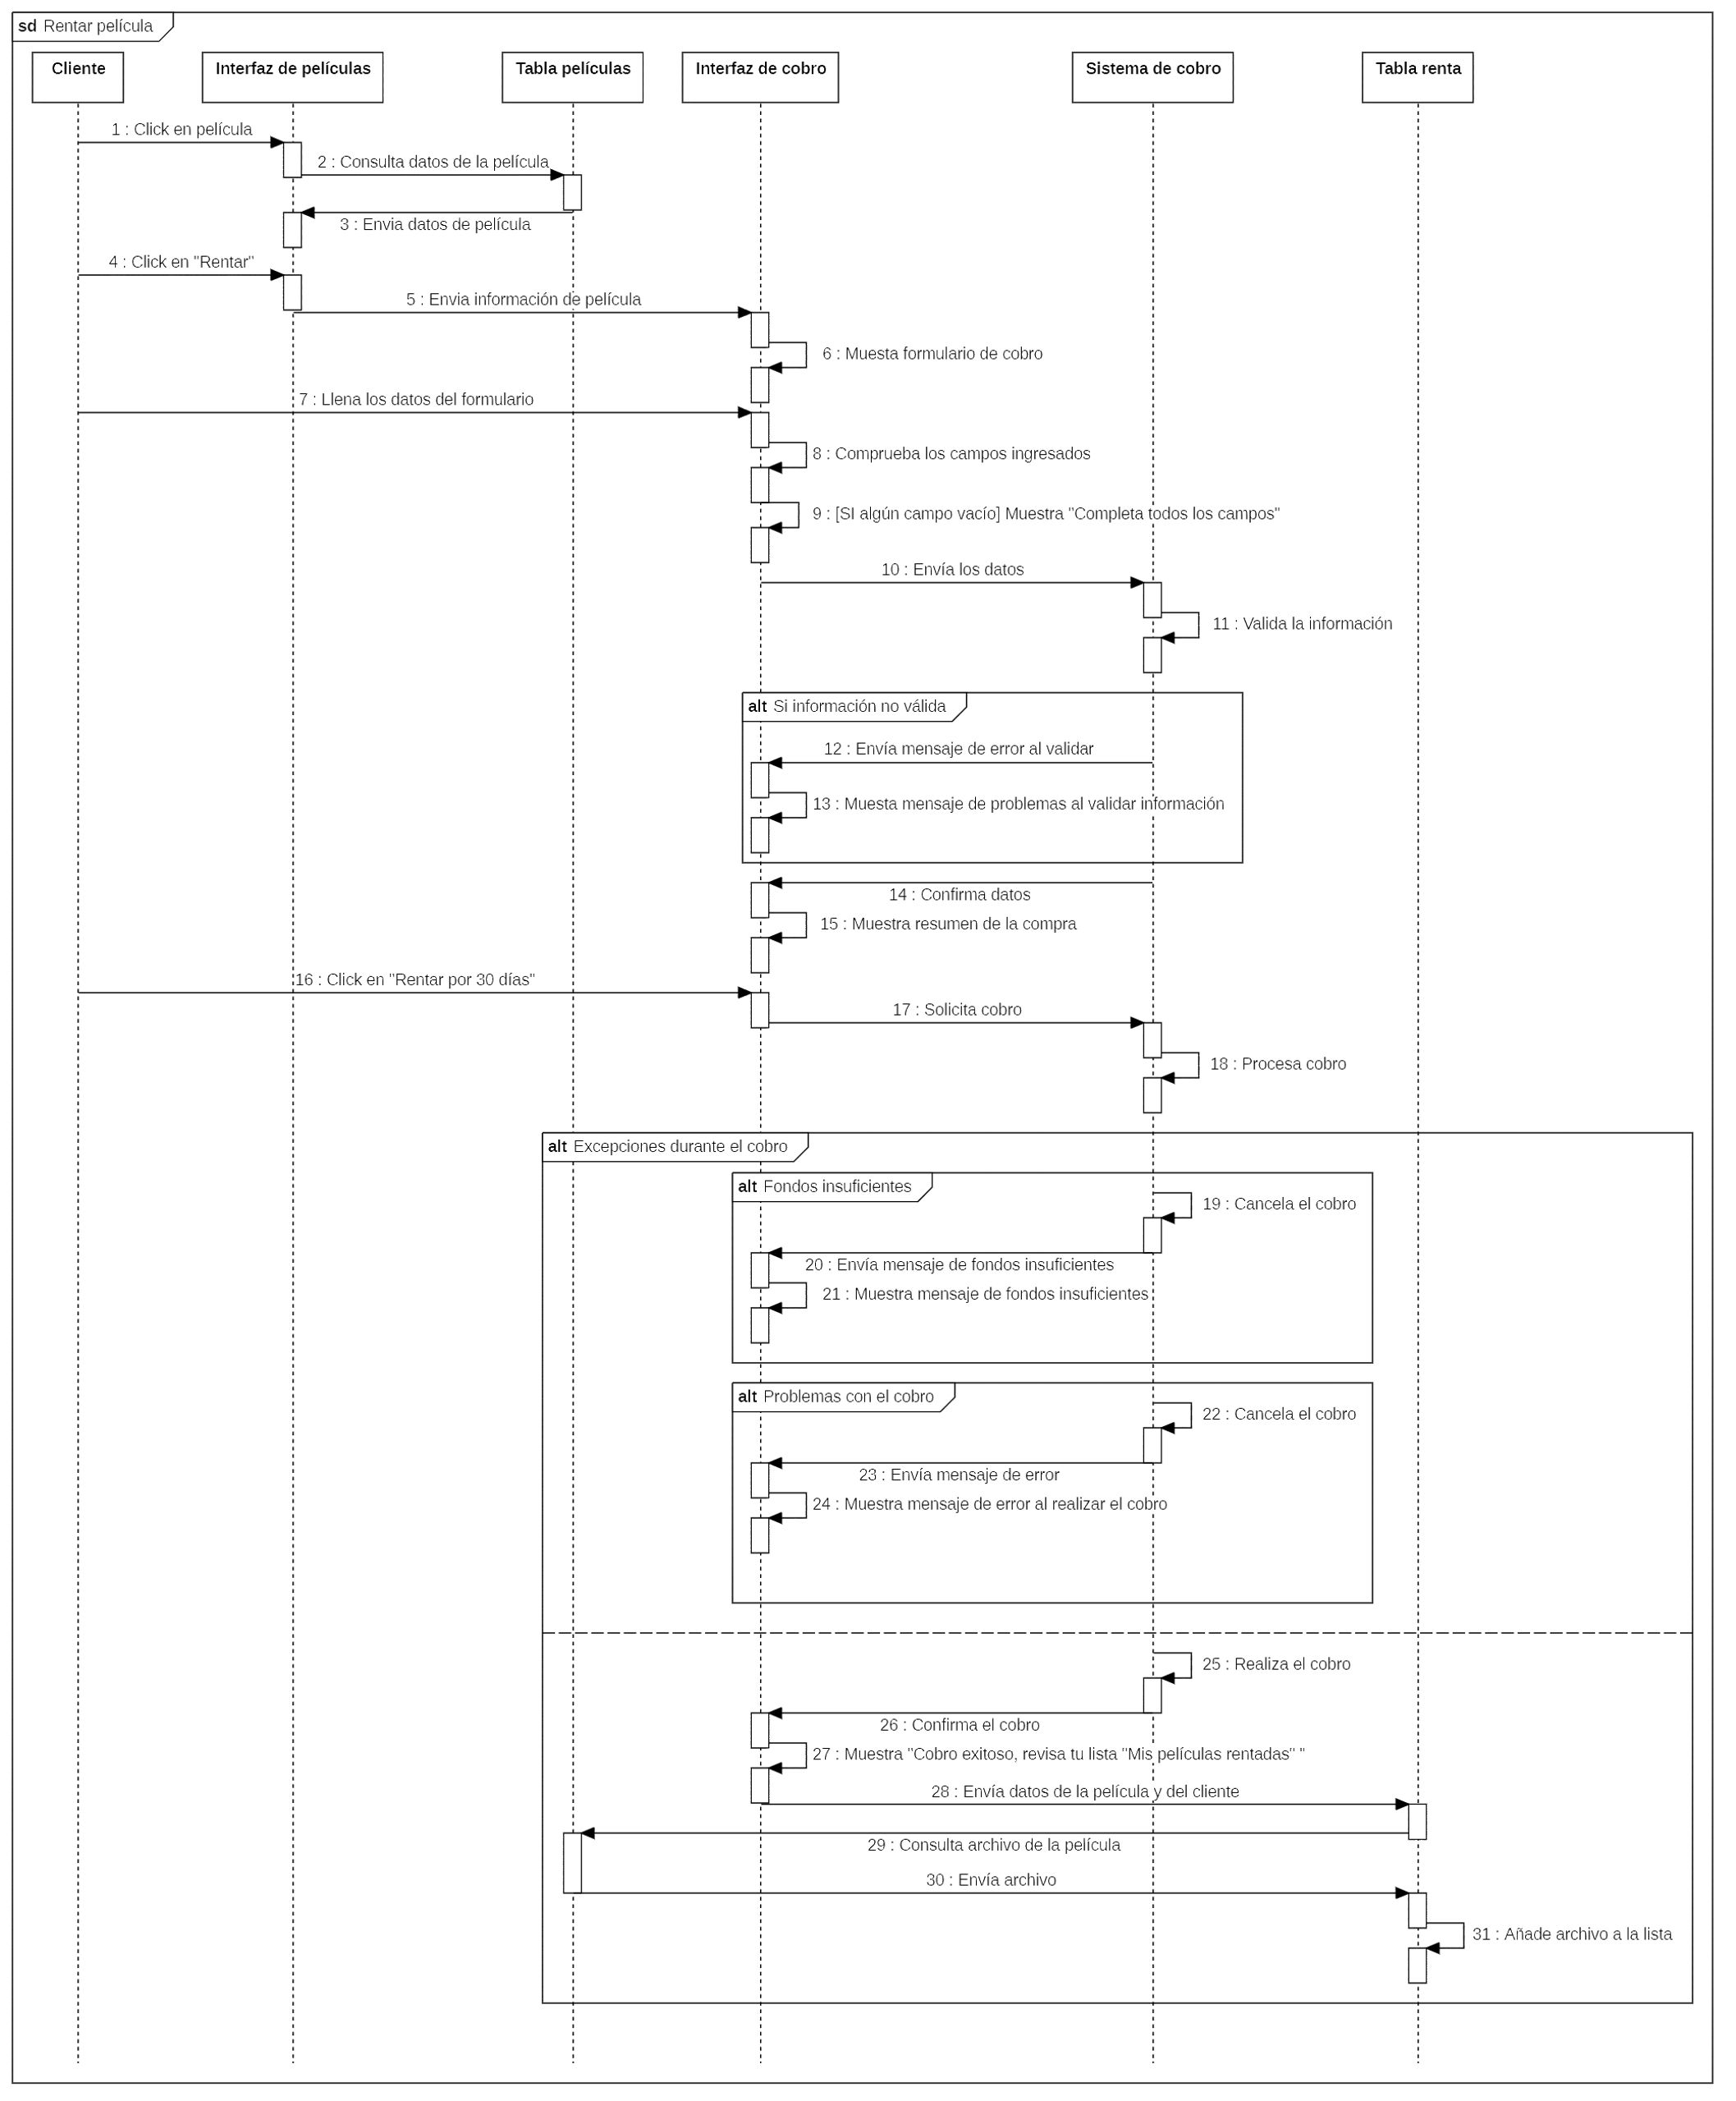 sd Rentar película
Cliente
Interfaz de películas
Tabla películas
Interfaz de cobro
Sistema de cobro
Tabla renta
1 : Click en película
2 : Consulta datos de la película
3 : Envia datos de película
4 : Click en "Rentar"
5 : Envia información de película
6 : Muesta formulario de cobro
7 : Llena los datos del formulario
8 : Comprueba los campos ingresados
9 : [SI algún campo vacío] Muestra "Completa todos los campos"
10 : Envía los datos
11 : Valida la información
alt Si información no válida
12 : Envía mensaje de error al validar
13 : Muesta mensaje de problemas al validar información
14 : Confirma datos
15 : Muestra resumen de la compra
16 : Click en "Rentar por 30 días"
17 : Solicita cobro
18 : Procesa cobro
alt Excepciones durante el cobro
alt Fondos insuficientes
19 : Cancela el cobro
20 : Envía mensaje de fondos insuficientes
21 : Muestra mensaje de fondos insuficientes
alt Problemas con el cobro
22 : Cancela el cobro
23 : Envía mensaje de error
24 : Muestra mensaje de error al realizar el cobro
25 : Realiza el cobro
26 : Confirma el cobro
27 : Muestra "Cobro exitoso, revisa tu lista "Mis películas rentadas" "
28 : Envía datos de la película y del cliente
29 : Consulta archivo de la película
30 : Envía archivo
31 : Añade archivo a la lista